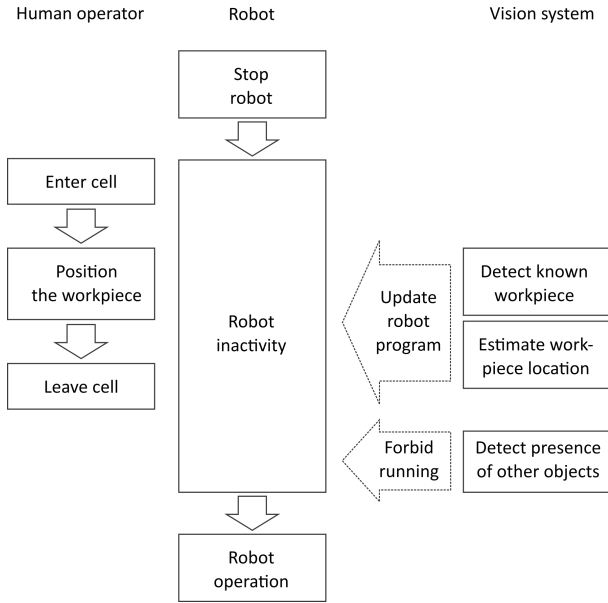 Human operator
Robot
Vision system
Stop
robot
Enter cell
Position
the workpiece
Leave cell
Robot
inactivity
Update
robot
program
Detect known
workpiece
Estimate work-
piece location
Forbid
running
Detect presence
of other objects
Robot
operation